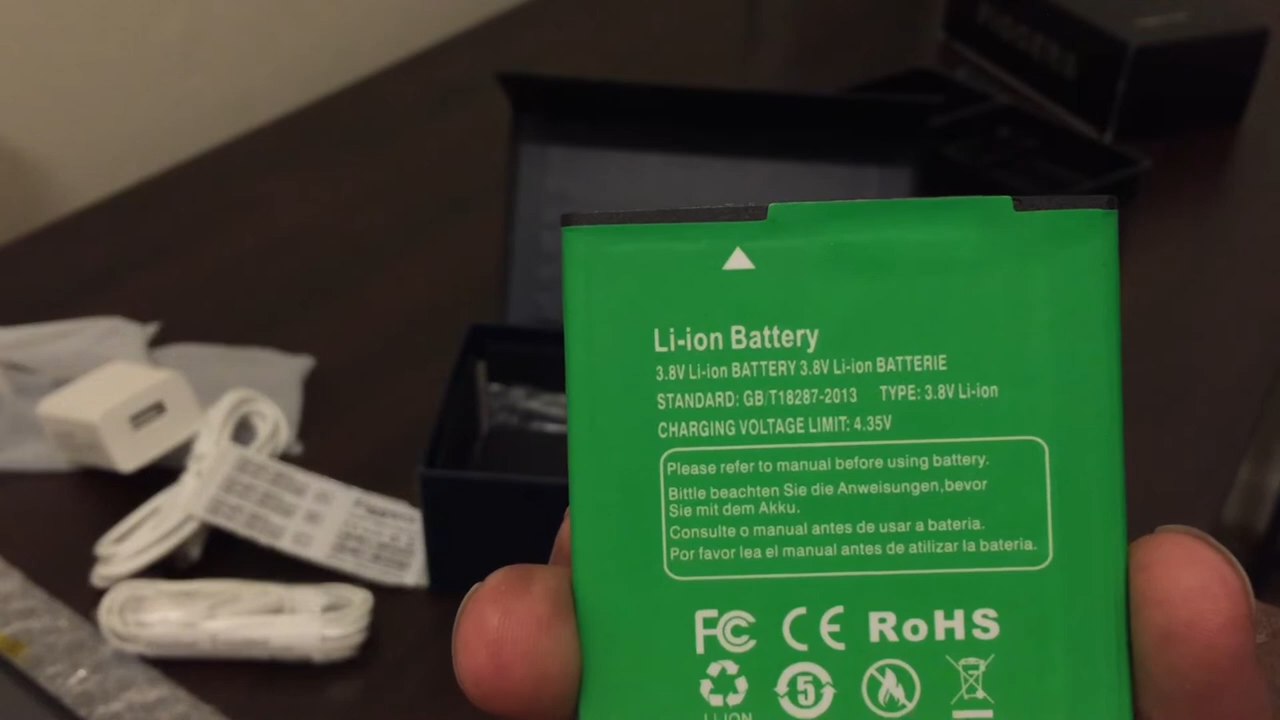 Li-ion Battery
3.8V Li-ion BATTERY 3.8V Li-ion BATTERIE
STANDARD: GB/T18287-2013 TYPE: 3.8V Li-ion
CHARGING VOLTAGE LIMIT: 4.35V
Please refer to manual before using battery.
Bittle beachten Sie die Anweisungen,bevor
Sie mit dem Akku.
Consulte o manual antes de usar a bateria.
Por favor lea el manual antes de atilizar la bateria.
FC CE RoHS
5
LI-ION